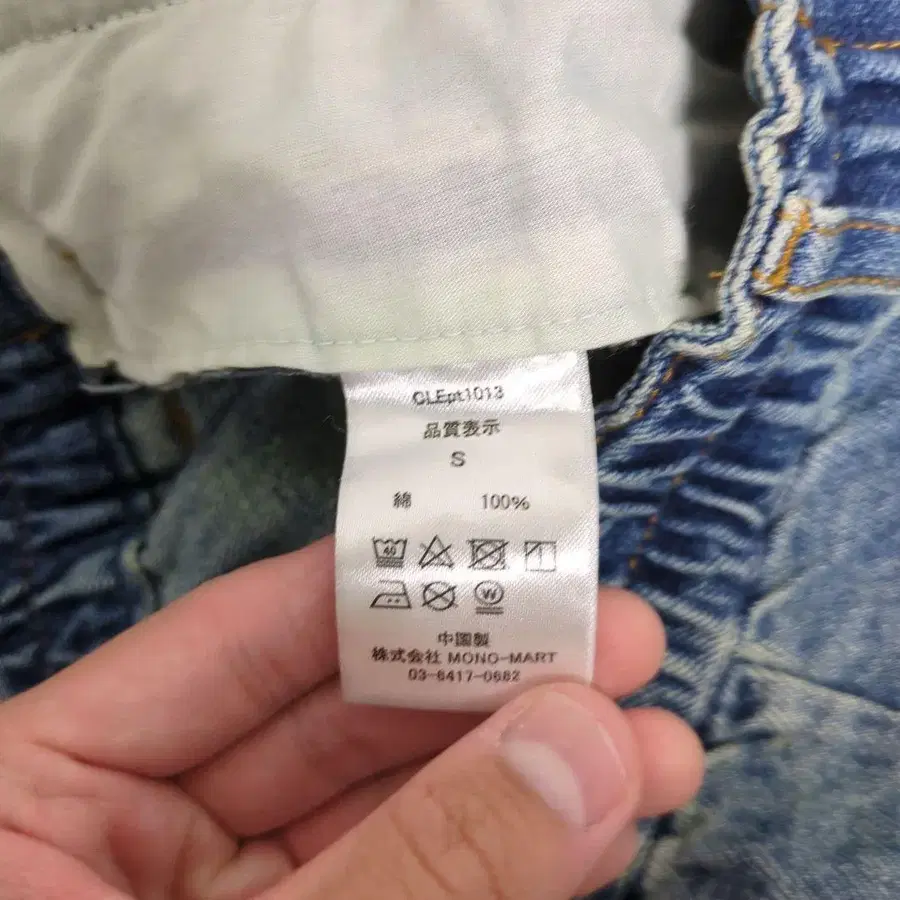 CLEpt1013
品質表示
S
綿 100%
40
W
中国製
株式会社 MONO-MART
03-6417-0682